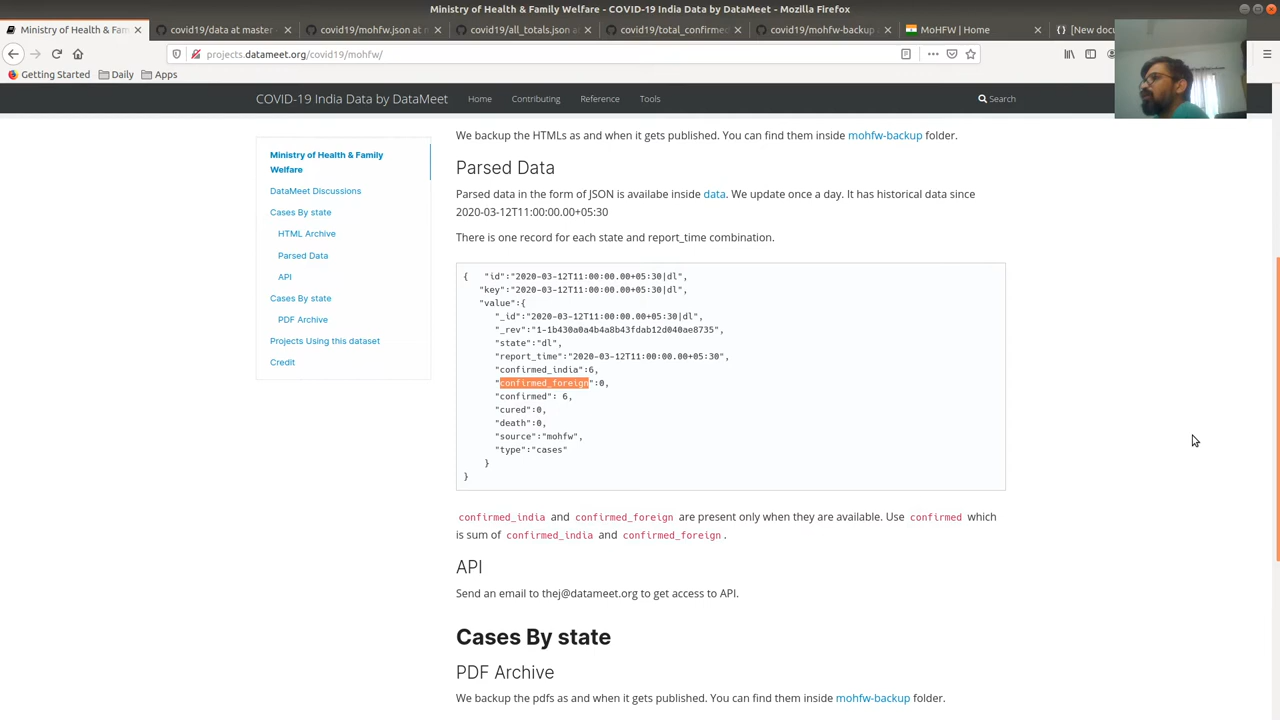 Ministry of Health & Family Welfare - COVID-19 India Data by DataMeet - Mozilla Firefox
Ministry of Health & Fam
covid19/data at master
covid19/mohfw.json at m
covid19/all_totals.json a
covid19/total_confirmed
covid19/mohfw-backup
MoHFW | Home
[New docu
projects.datameet.org/covid19/mohfw/
Getting Started
Daily
Apps
COVID-19 India Data by DataMeet
Home
Contributing
Reference
Tools
Search
Ministry of Health & Family
Welfare
DataMeet Discussions
Cases By state
HTML Archive
Parsed Data
API
Cases By state
PDF Archive
Projects Using this dataset
Credit
We backup the HTMLs as and when it gets published. You can find them inside mohfw-backup folder.
Parsed Data
Parsed data in the form of JSON is availabe inside data. We update once a day. It has historical data since
2020-03-12T11:00:00.00+05:30
There is one record for each state and report_time combination.
{ "id":"2020-03-12T11:00:00.00+05:30|dl",
"key":"2020-03-12T11:00:00.00+05:30|dl",
"value":{
"_id":"2020-03-12T11:00:00.00+05:30|dl",
"_rev":"1-1b430a0a4b4a8b43fdab12d040ae8735",
"state":"dl",
"report_time":"2020-03-12T11:00:00.00+05:30",
"confirmed_india":6,
"confirmed_foreign":0,
"confirmed": 6,
"cured":0,
"death":0,
"source":"mohfw",
"type":"cases"
}
}
confirmed_india and confirmed_foreign are present only when they are available. Use confirmed which
is sum of confirmed_india and confirmed_foreign.
API
Send an email to thej@datameet.org to get access to API.
Cases By state
PDF Archive
We backup the pdfs as and when it gets published. You can find them inside mohfw-backup folder.